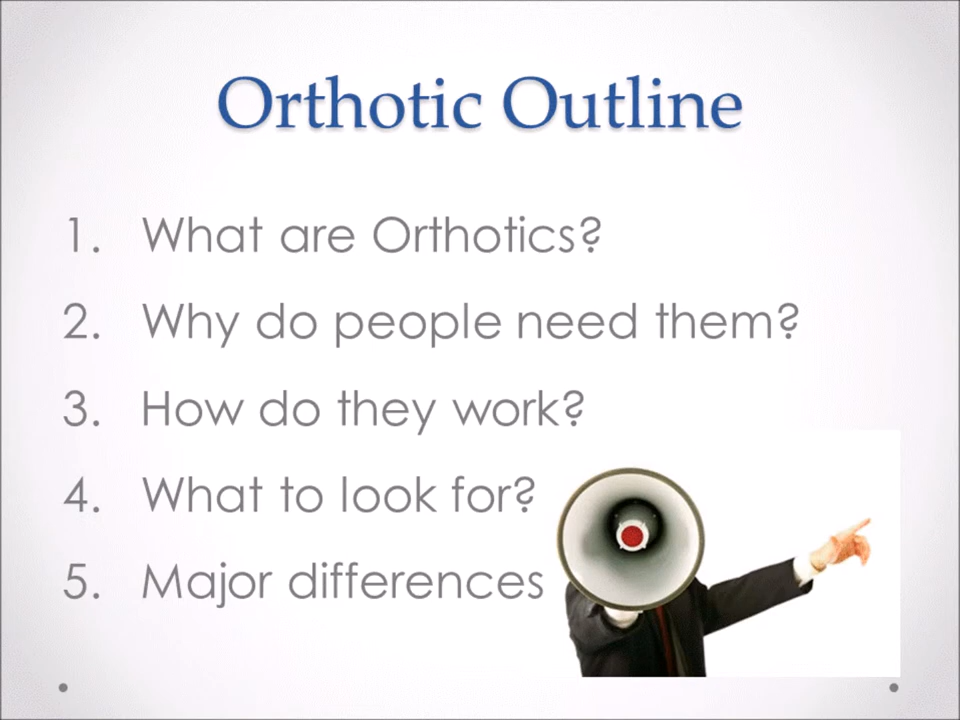 Orthotic Outline
1. What are Orthotics?
2. Why do people need them?
3. How do they work?
4. What to look for?
5. Major differences